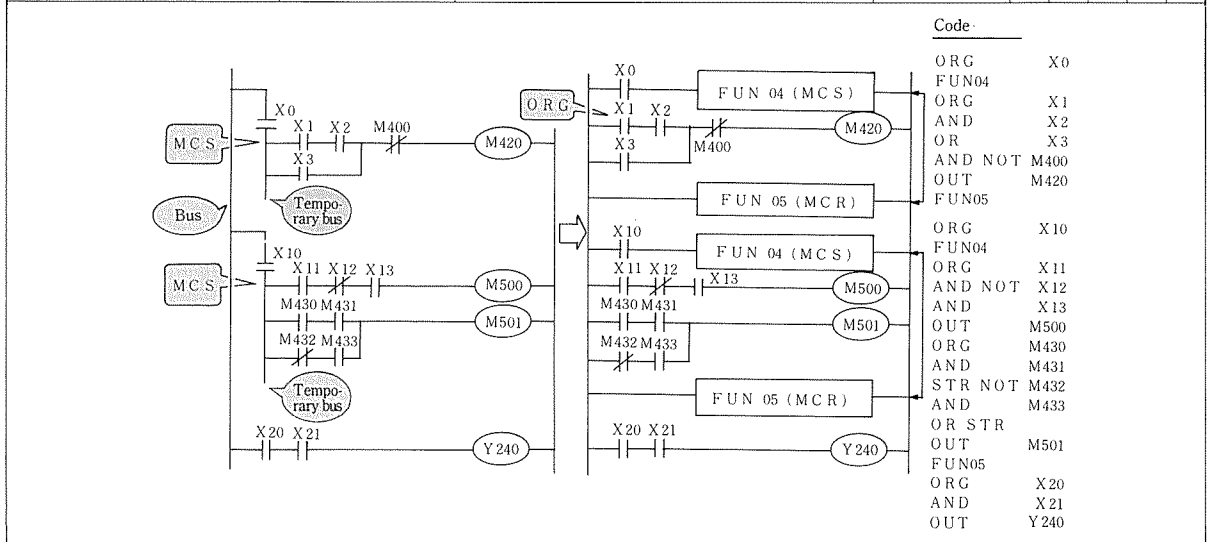 Code
X0
MCS
X1 X2 M400
M420
X3
Tempo-
rary bus
Bus
X10
MCS
X11 X12 X13
M500
M430 M431
M501
M432 M433
Tempo-
rary bus
X20 X21
Y240
X0
FUN 04 (MCS)
ORG
X1 X2
M420
M400
X3
FUN 05 (MCR)
X10
FUN 04 (MCS)
X11 X12 X13
M500
M430 M431
M501
M432 M433
FUN 05 (MCR)
X20 X21
Y240
ORG X0
FUN04
ORG X1
AND X2
OR X3
AND NOT M400
OUT M420
FUN05
ORG X10
FUN04
ORG X11
AND NOT X12
AND X13
OUT M500
ORG M430
AND M431
STR NOT M432
AND M433
OR STR
OUT M501
FUN05
ORG X20
AND X21
OUT Y240